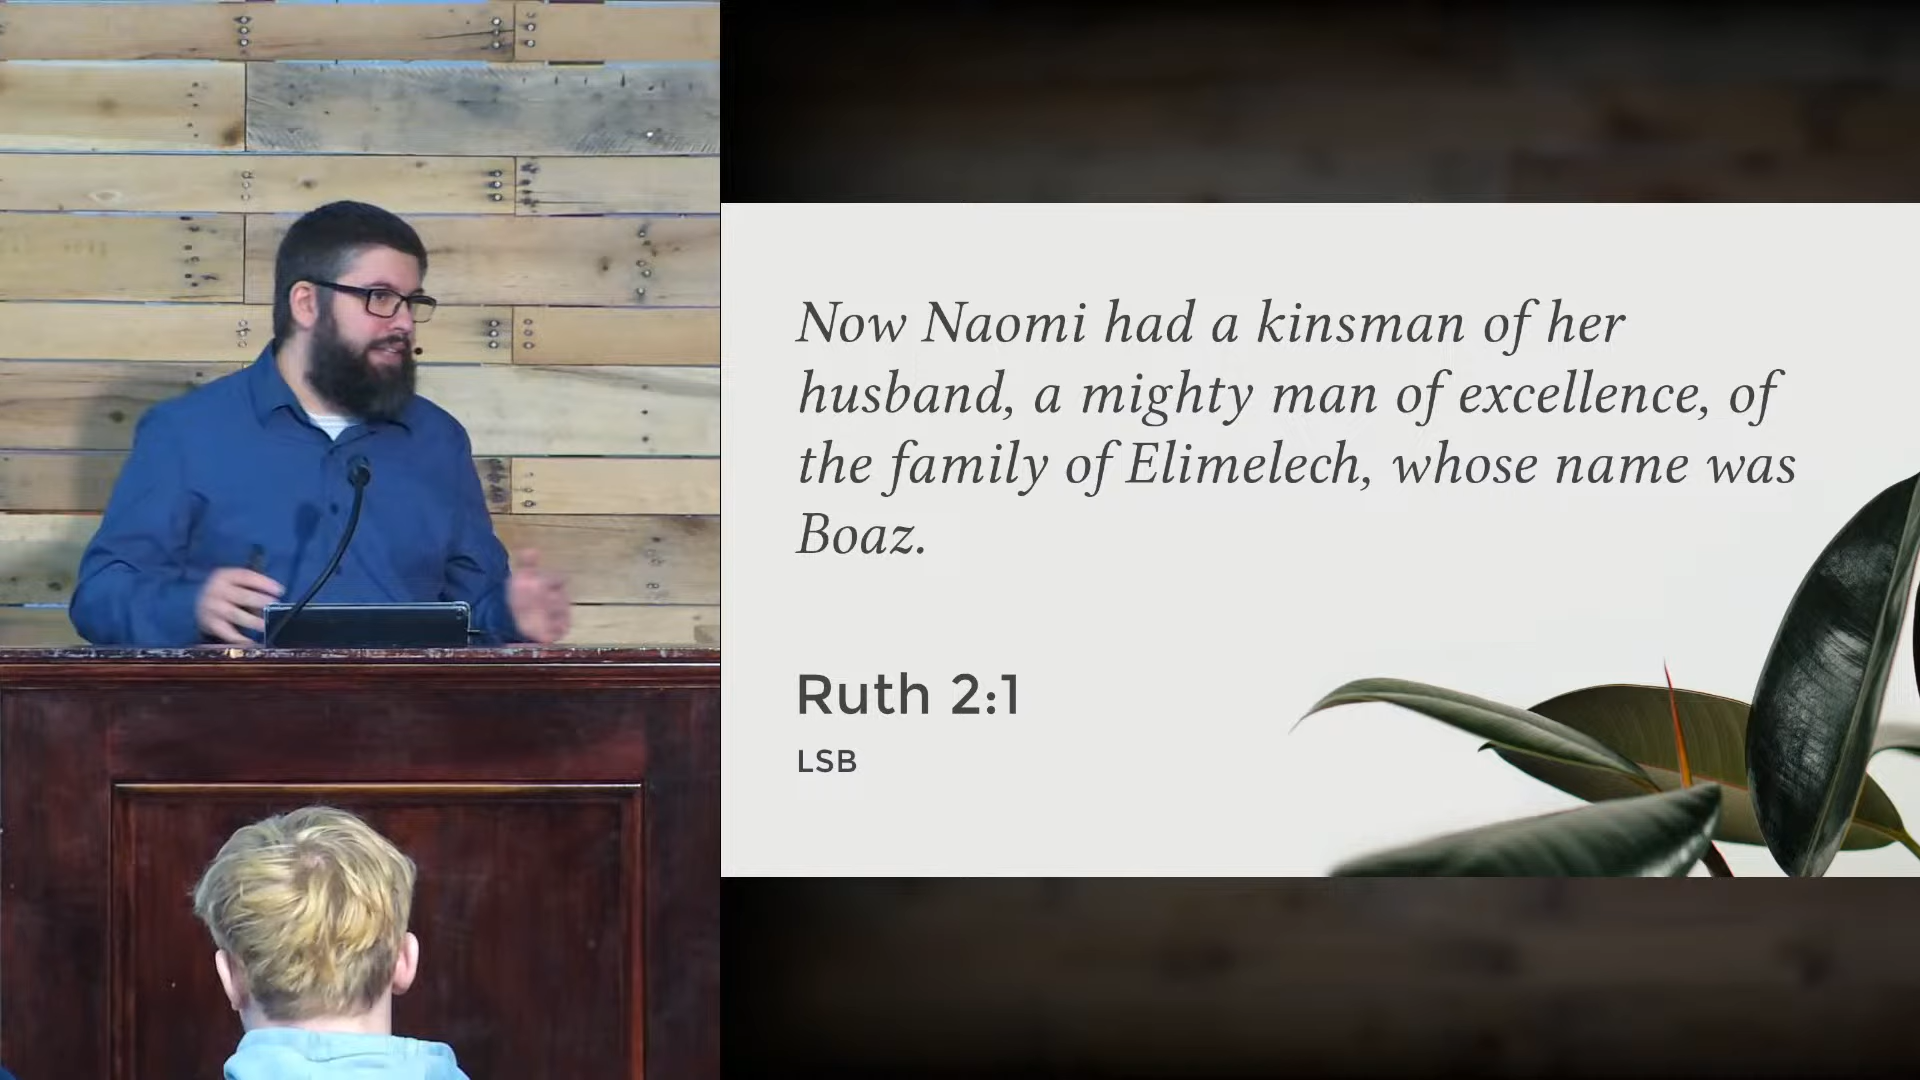 Now Naomi had a kinsman of her
husband, a mighty man of excellence, of
the family of Elimelech, whose name was
Boaz.
Ruth 2:1
LSB